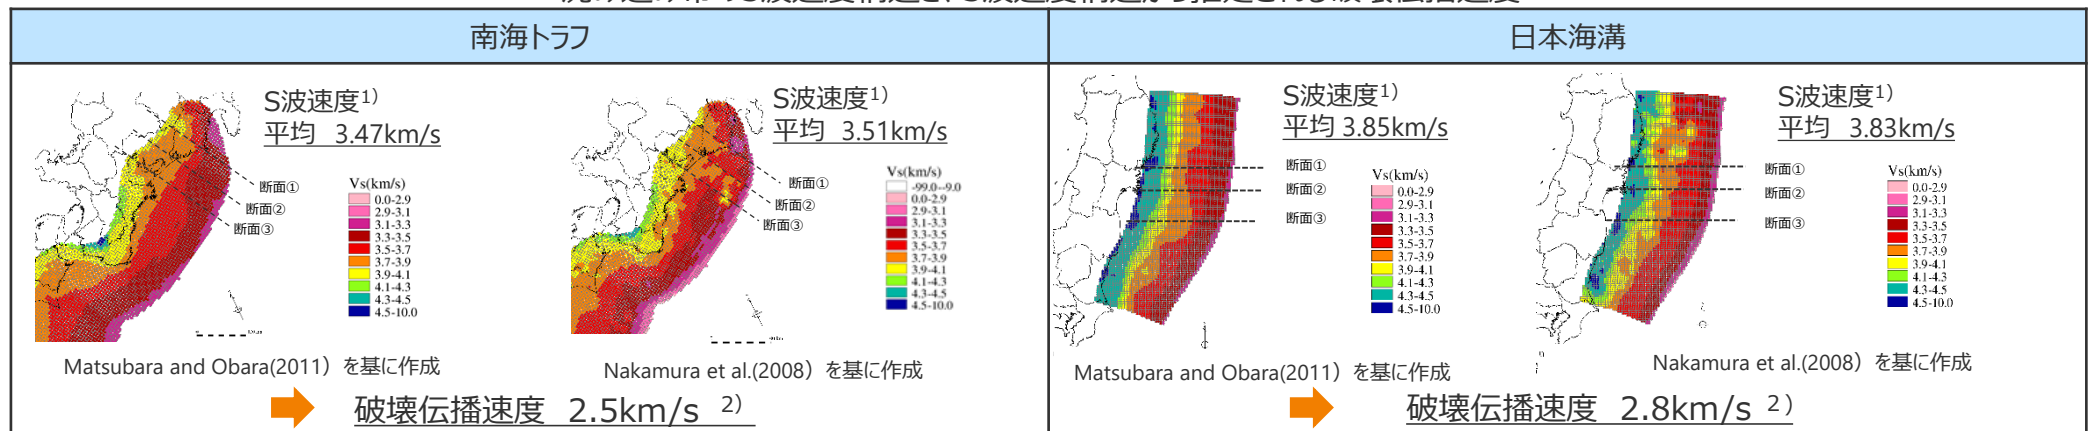 南海トラフ
日本海溝
S波速度1)
平均 3.47km/s
断面①
断面②
断面③
Vs(km/s)
0.0-2.9
2.9-3.1
3.1-3.3
3.3-3.5
3.5-3.7
3.7-3.9
3.9-4.1
4.1-4.3
4.3-4.5
4.5-10.0
Matsubara and Obara(2011）を基に作成
S波速度1)
平均 3.51km/s
断面①
断面②
断面③
Vs(km/s)
-99.0--9.0
0.0-2.9
2.9-3.1
3.1-3.3
3.3-3.5
3.5-3.7
3.7-3.9
3.9-4.1
4.1-4.3
4.3-4.5
4.5-10.0
Nakamura et al.(2008）を基に作成
破壊伝播速度 2.5km/s 2)
S波速度1)
平均 3.85km/s
断面①
断面②
断面③
Vs(km/s)
0.0-2.9
2.9-3.1
3.1-3.3
3.3-3.5
3.5-3.7
3.7-3.9
3.9-4.1
4.1-4.3
4.3-4.5
4.5-10.0
Matsubara and Obara(2011）を基に作成
S波速度1)
平均 3.83km/s
断面①
断面②
断面③
Vs(km/s)
0.0-2.9
2.9-3.1
3.1-3.3
3.3-3.5
3.5-3.7
3.7-3.9
3.9-4.1
4.1-4.3
4.3-4.5
4.5-10.0
Nakamura et al.(2008）を基に作成
破壊伝播速度 2.8km/s 2)